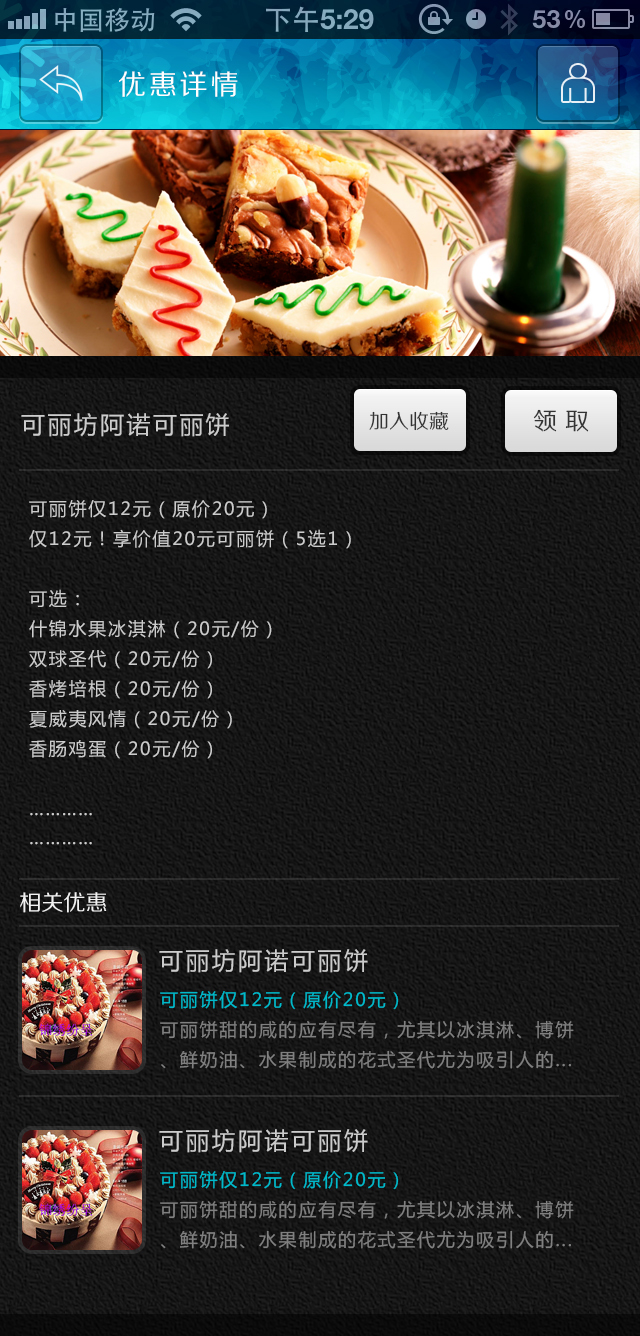 中国移动 下午5:29 53%
优惠详情
可丽坊阿诺可丽饼 加入收藏 领取
可丽饼仅12元（原价20元）
仅12元！享价值20元可丽饼（5选1）
可选：
什锦水果冰淇淋（20元/份）
双球圣代（20元/份）
香烤培根（20元/份）
夏威夷风情（20元/份）
香肠鸡蛋（20元/份）
…………
…………
相关优惠
可丽坊阿诺可丽饼
可丽饼仅12元（原价20元）
可丽饼甜的咸的应有尽有，尤其以冰淇淋、博饼
、鲜奶油、水果制成的花式圣代尤为吸引人的...
可丽坊阿诺可丽饼
可丽饼仅12元（原价20元）
可丽饼甜的咸的应有尽有，尤其以冰淇淋、博饼
、鲜奶油、水果制成的花式圣代尤为吸引人的...